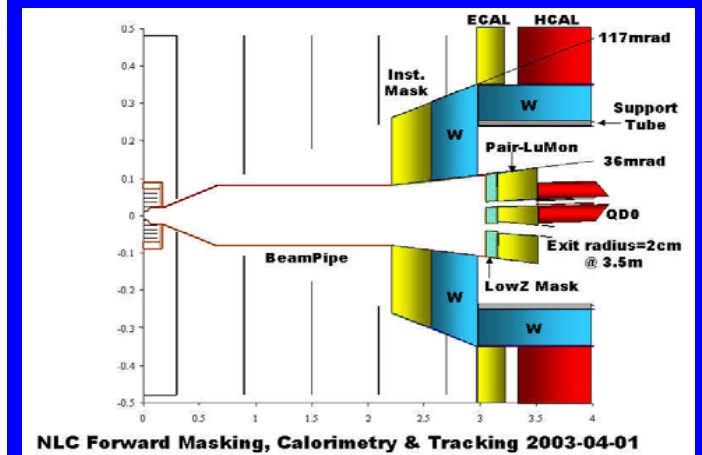 ECAL HCAL
0.5
117mrad
0.4
Inst.
Mask
0.3
W
W
Support
Tube
0.2
Pair-LuMon
36mrad
0.1
0
QD0
-0.1
Exit radius=2cm
@ 3.5m
BeamPipe
LowZ Mask
-0.2
W
-0.3
W
-0.4
-0.5
0 0.5 1 1.5 2 2.5 3 3.5 4
NLC Forward Masking, Calorimetry & Tracking 2003-04-01